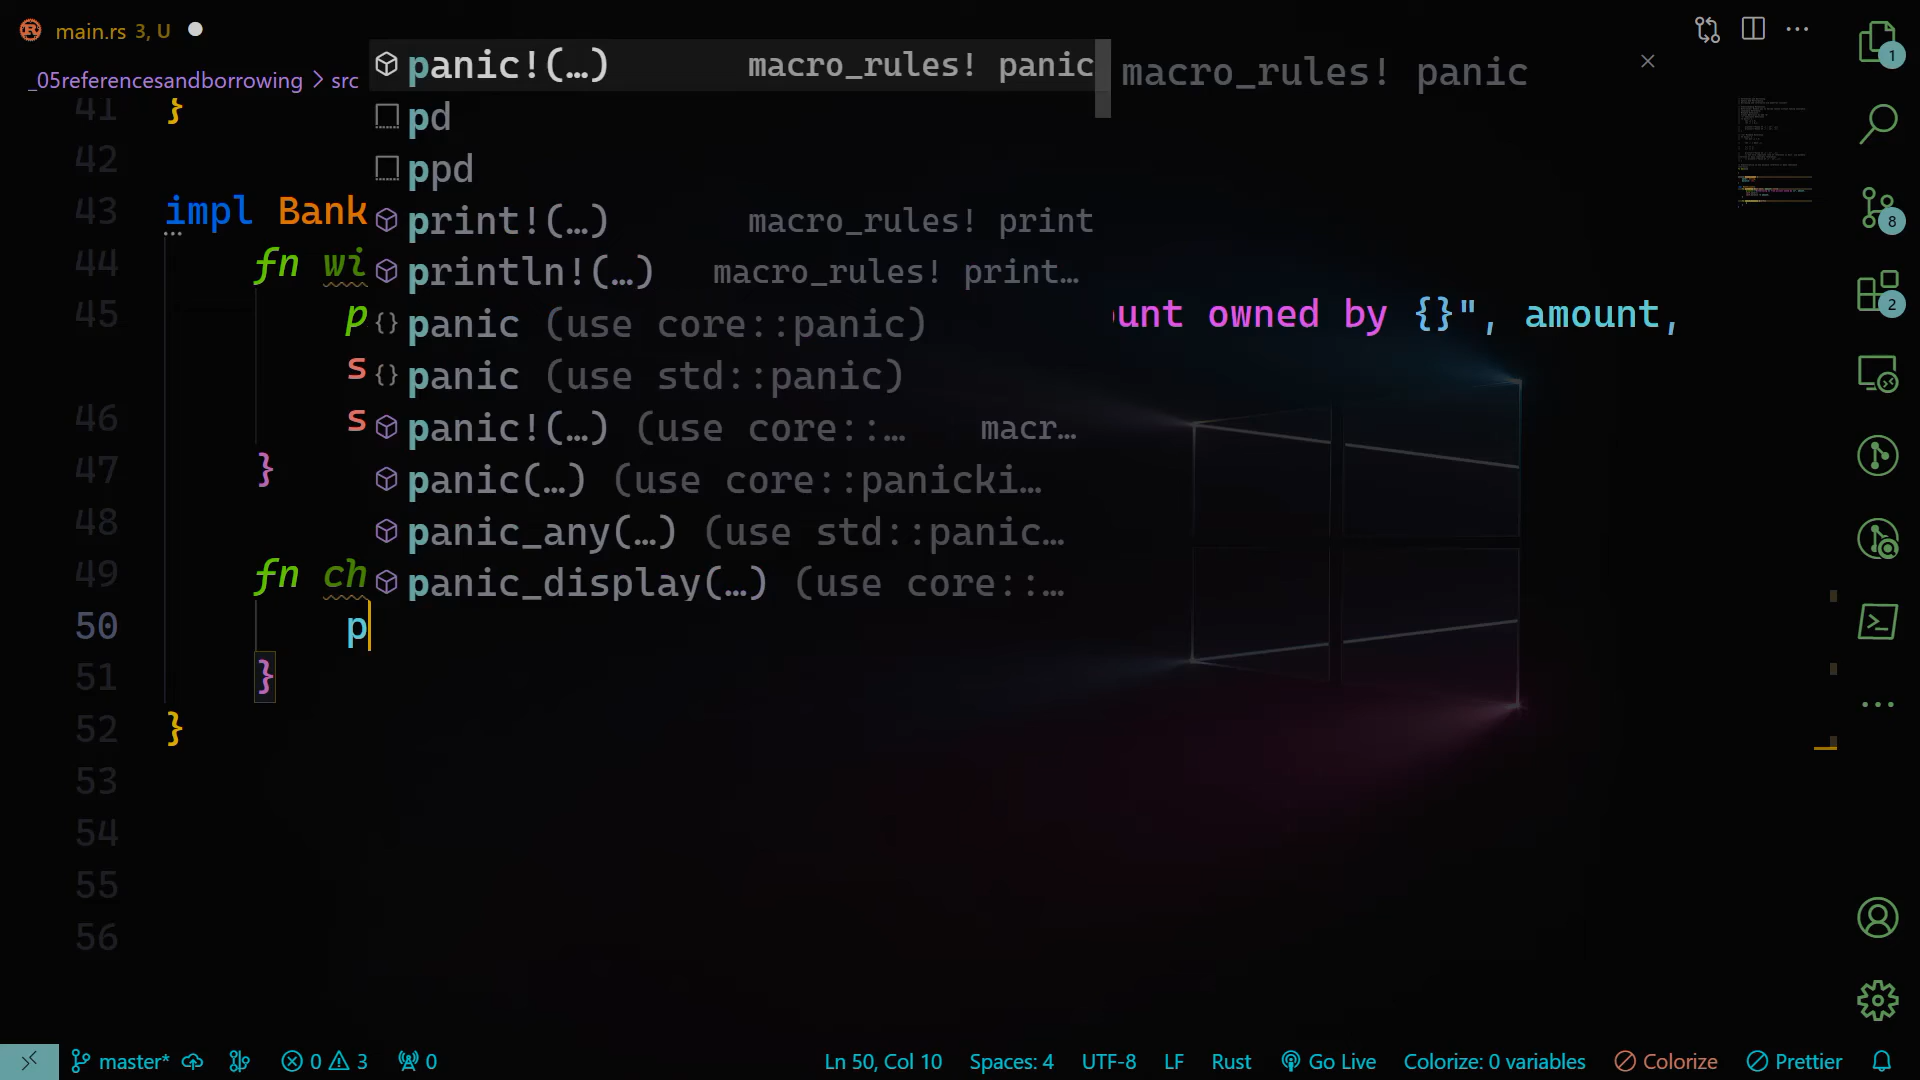 main.rs 3, U
_05referencesandborrowing > src
panic!(…) macro_rules! panic
macro_rules! panic
pd
ppd
print!(…) macro_rules! print
println!(…) macro_rules! print…
panic (use core::panic)
panic (use std::panic)
panic!(…) (use core::… macr…
panic(…) (use core::panicki…
panic_any(…) (use std::panic…
panic_display(…) (use core::…
41 }
42
43 impl Bank
44 fn wi
45 p ount owned by {}", amount,
s
46 s
47 }
48
49 fn ch
50 p
51 }
52 }
53
54
55
56
1
8
2
master* 0 3 0 Ln 50, Col 10 Spaces: 4 UTF-8 LF Rust Go Live Colorize: 0 variables Colorize Prettier